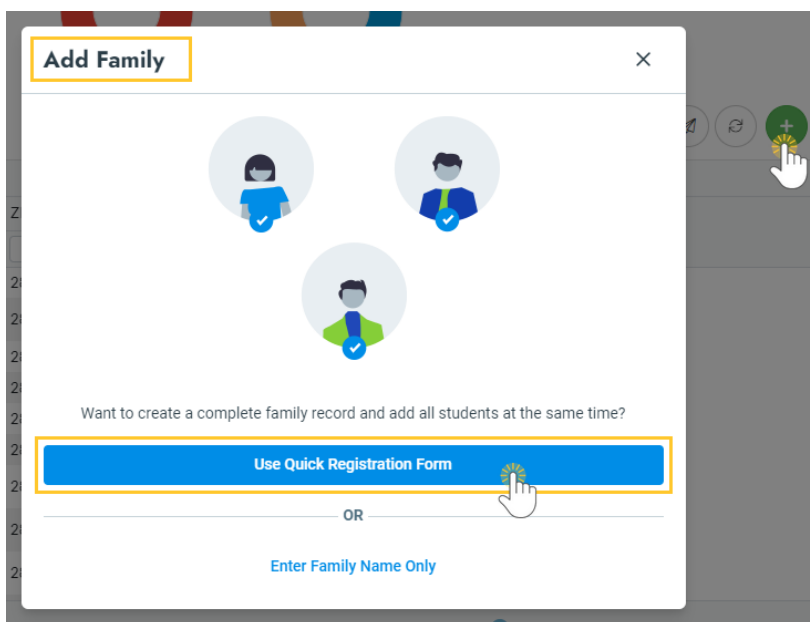 Add Family
Want to create a complete family record and add all students at the same time?
Use Quick Registration Form
OR
Enter Family Name Only